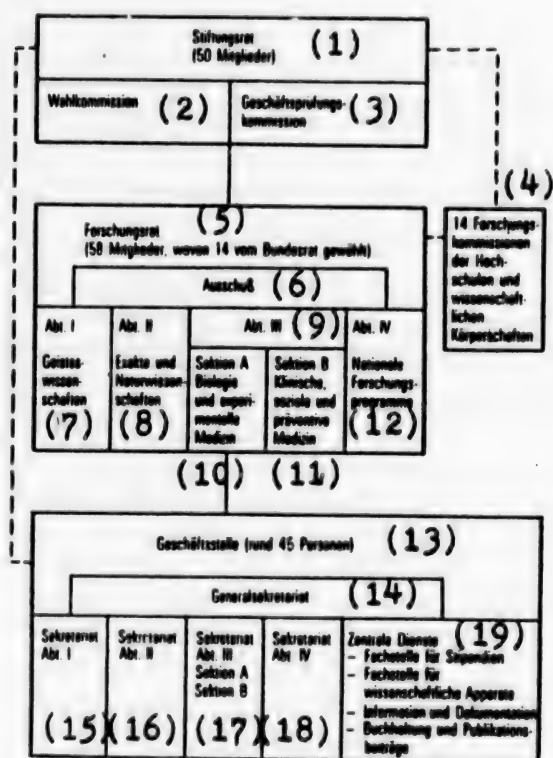 Stiftungsrat (1)
(50 Mitglieder)
Wahlkommission (2)
Geschäftsprüfungs-
kommission (3)
(4)
14 Forschungs-
kommissionen
der Hoch-
schulen und
wissenschaft-
lichen
Körperschaften
(5)
Forschungsrat
(58 Mitglieder, wovon 14 vom Bundesrat gewählt)
Ausschuß (6)
Abt. I
Geistes-
wissen-
schaften
(7)
Abt. II
Exakte und
Naturwissen-
schaften
(8)
Abt. III (9)
Sektion A
Biologie
und experi-
mentelle
Medizin
(10)
Sektion B
Klinische,
soziale und
präventive
Medizin
(11)
Abt. IV
Nationale
Forschungs-
programme
(12)
Geschäftsstelle (rund 45 Personen) (13)
Generalsekretariat (14)
Sekretariat
Abt. I
(15)
Sekretariat
Abt. II
(16)
Sekretariat
Abt. III
Sektion A
Sektion B
(17)
Sekretariat
Abt. IV
(18)
Zentrale Dienste (19)
– Fachstelle für Stipendien
– Fachstelle für
wissenschaftliche Apparate
– Information und Dokumentation
– Buchhaltung und Publikations-
beiträge